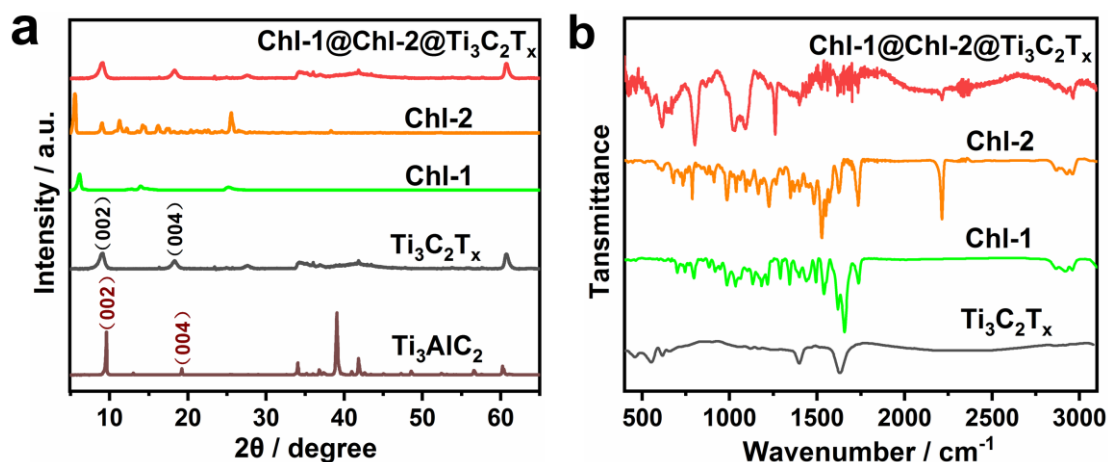 a
Chl-1@Chl-2@Ti₃C₂Tₓ
Chl-2
Chl-1
(002)
(004)
Ti₃C₂Tₓ
(002)
(004)
Ti₃AlC₂
Intensity / a.u.
10 20 30 40 50 60
2θ / degree
b
Chl-1@Chl-2@Ti₃C₂Tₓ
Chl-2
Chl-1
Ti₃C₂Tₓ
Tansmittance
500 1000 1500 2000 2500 3000
Wavenumber / cm⁻¹